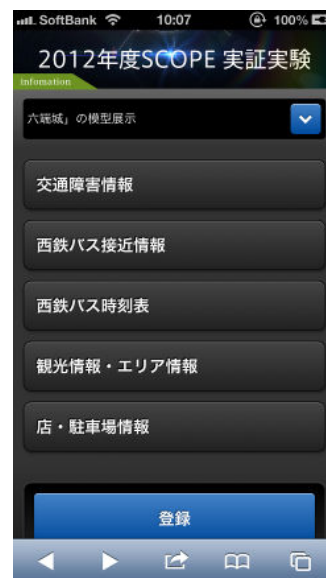 SoftBank 10:07 100%
2012年度SCOPE 実証実験
Infomation
六端城」の模型展示
交通障害情報
西鉄バス接近情報
西鉄バス時刻表
観光情報・エリア情報
店・駐車場情報
登録